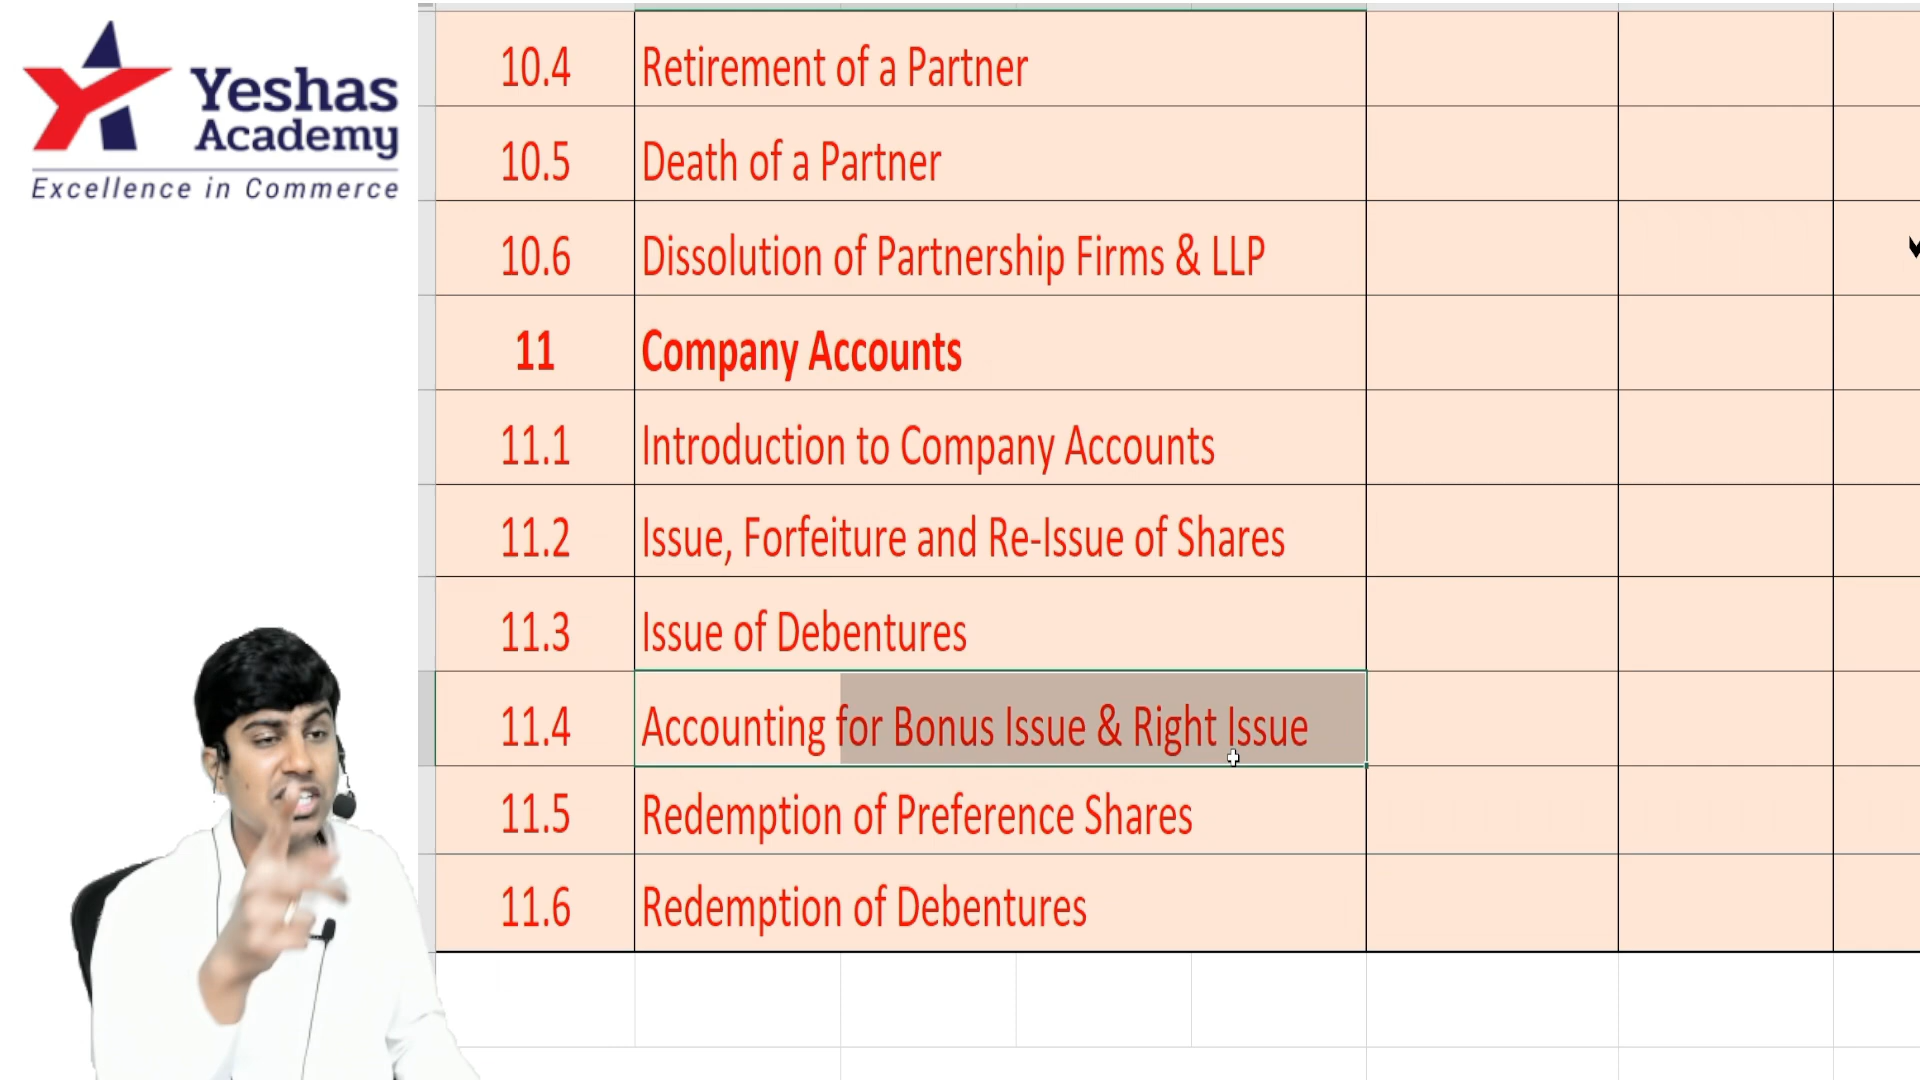 Yeshas
Academy
Excellence in Commerce
10.4 Retirement of a Partner
10.5 Death of a Partner
10.6 Dissolution of Partnership Firms & LLP
11 Company Accounts
11.1 Introduction to Company Accounts
11.2 Issue, Forfeiture and Re-Issue of Shares
11.3 Issue of Debentures
11.4 Accounting for Bonus Issue & Right Issue
11.5 Redemption of Preference Shares
11.6 Redemption of Debentures